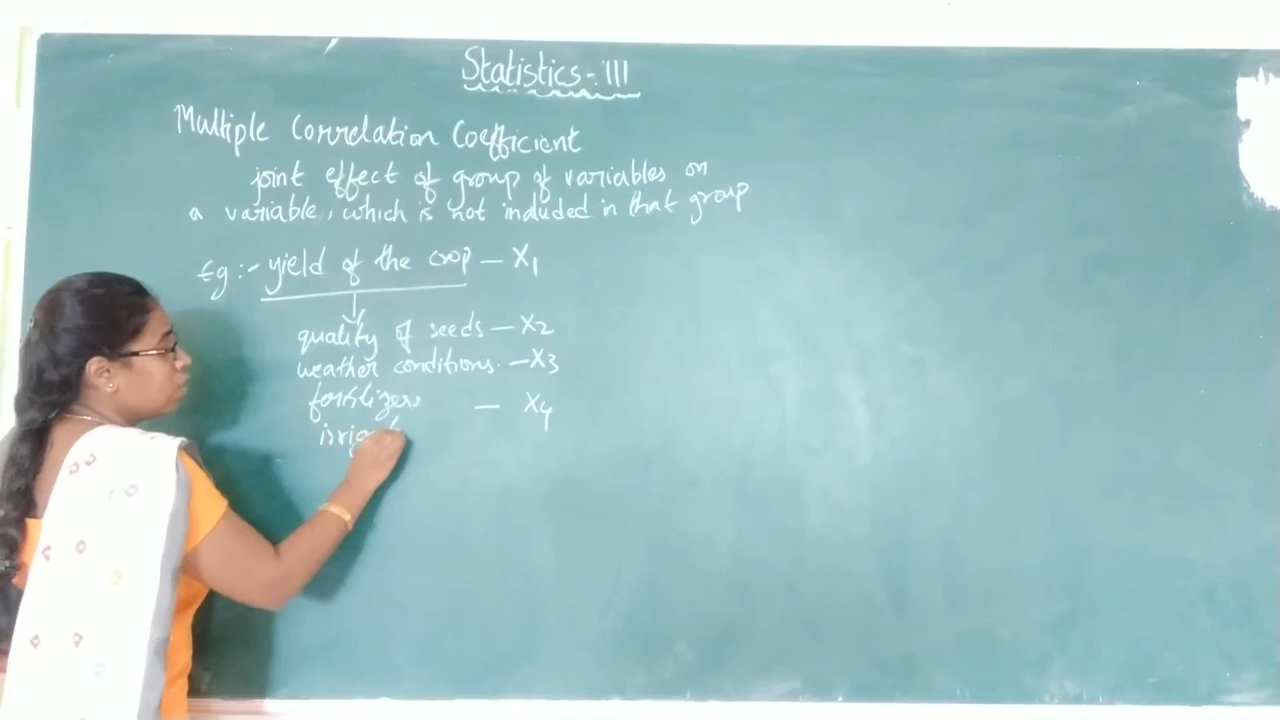 Statistics - III
Multiple Correlation Coefficient
joint effect of group of variables on
a variable, which is not included in that group
Eg :- yield of the crop – X1
quality of seeds – X2
weather conditions. – X3
fertilizers – X4